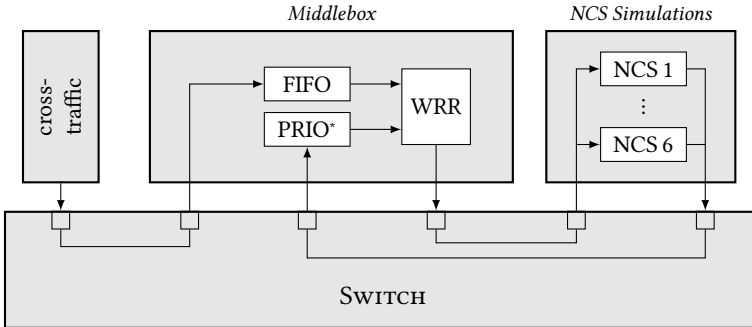 Middlebox
NCS Simulations
cross-
traffic
FIFO
PRIO*
WRR
NCS 1
⋮
NCS 6
SWITCH